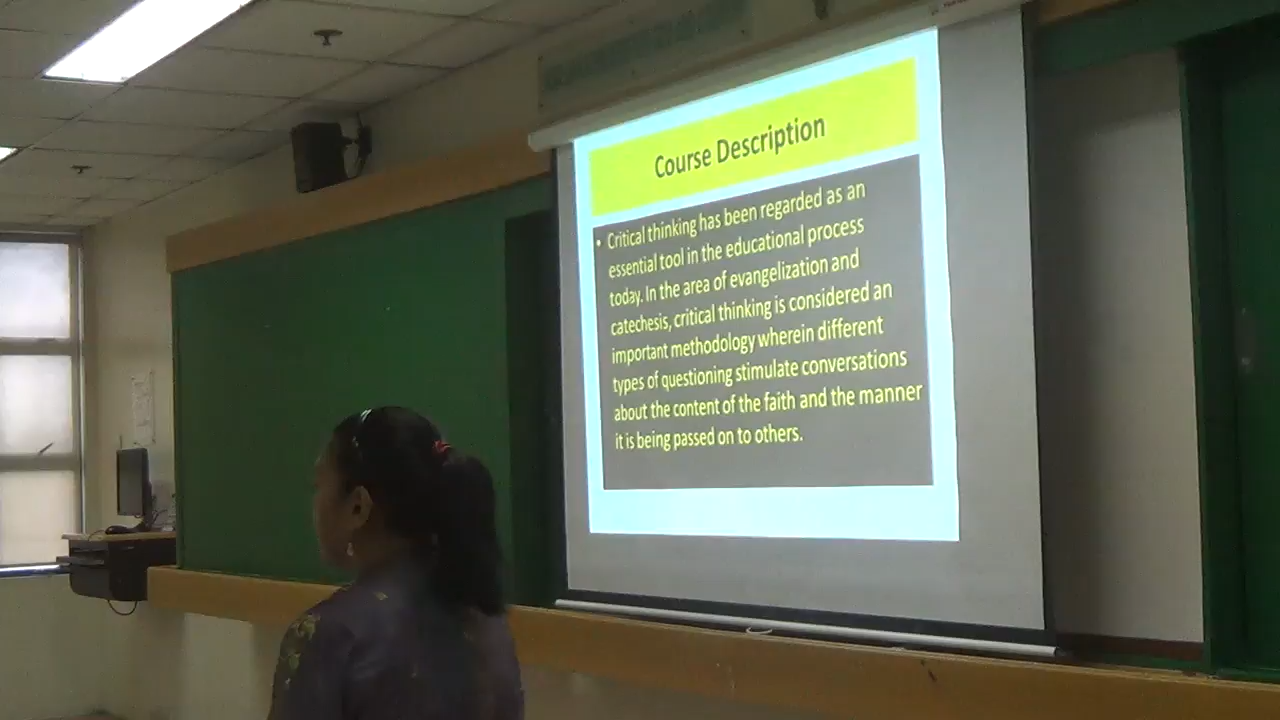 Course Description
• Critical thinking has been regarded as an
essential tool in the educational process
today. In the area of evangelization and
catechesis, critical thinking is considered an
important methodology wherein different
types of questioning stimulate conversations
about the content of the faith and the manner
it is being passed on to others.